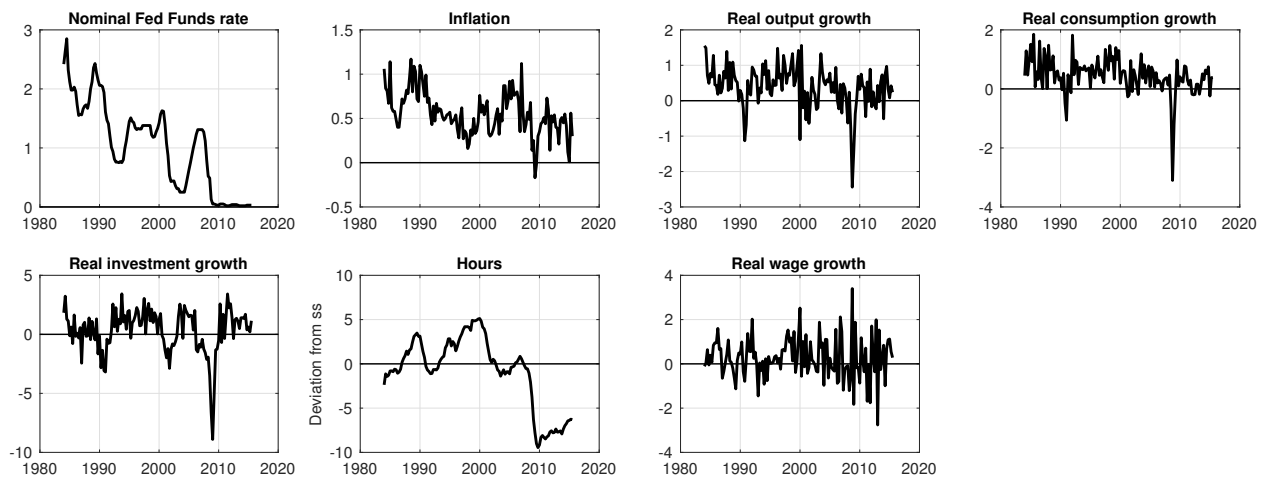 Nominal Fed Funds rate
3
2
1
0
1980 1990 2000 2010 2020
Inflation
1.5
1
0.5
0
-0.5
1980 1990 2000 2010 2020
Real output growth
2
1
0
-1
-2
-3
1980 1990 2000 2010 2020
Real consumption growth
2
0
-2
-4
1980 1990 2000 2010 2020
Real investment growth
5
0
-5
-10
1980 1990 2000 2010 2020
Hours
Deviation from ss
10
5
0
-5
-10
1980 1990 2000 2010 2020
Real wage growth
4
2
0
-2
-4
1980 1990 2000 2010 2020